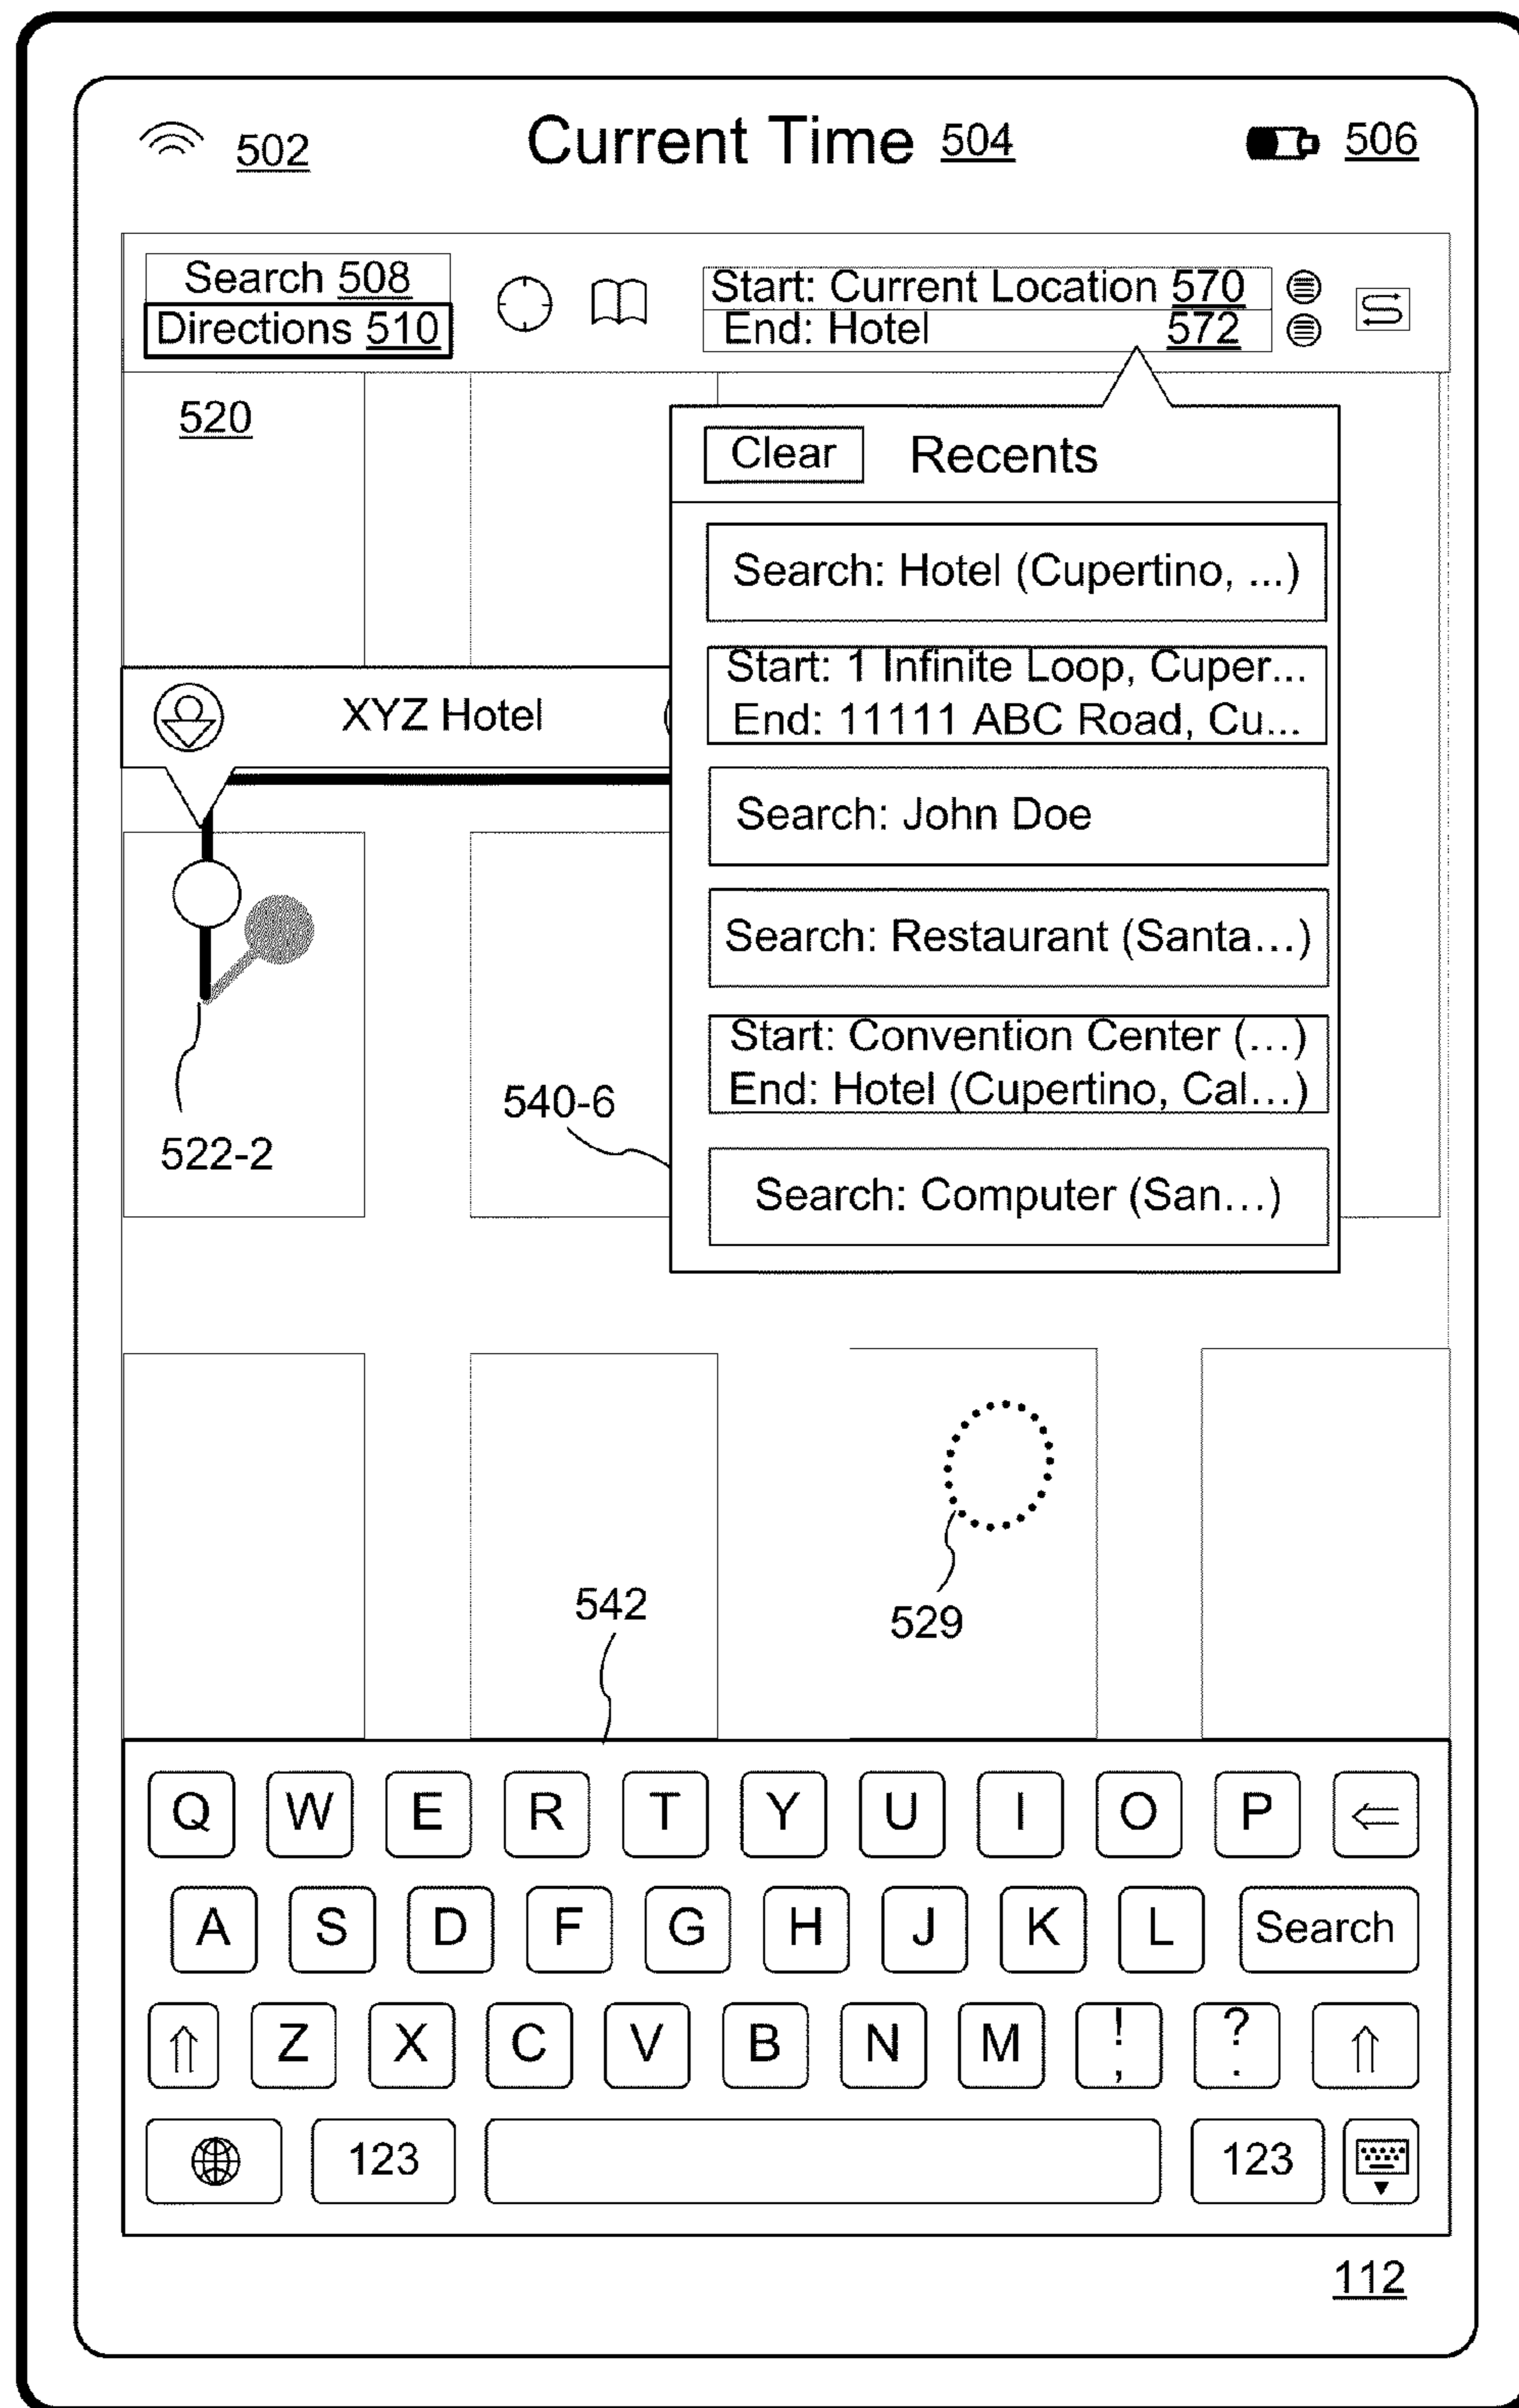 502 Current Time 504 506
Search 508
Directions 510
Start: Current Location 570
End: Hotel 572
520
Clear Recents
Search: Hotel (Cupertino, ...)
Start: 1 Infinite Loop, Cuper...
End: 11111 ABC Road, Cu...
XYZ Hotel
Search: John Doe
Search: Restaurant (Santa...)
Start: Convention Center (...)
End: Hotel (Cupertino, Cal...)
540-6
522-2
Search: Computer (San...)
542
529
Q W E R T Y U I O P ⇐
A S D F G H J K L Search
⇑ Z X C V B N M ! , ? . ⇑
123 123
112